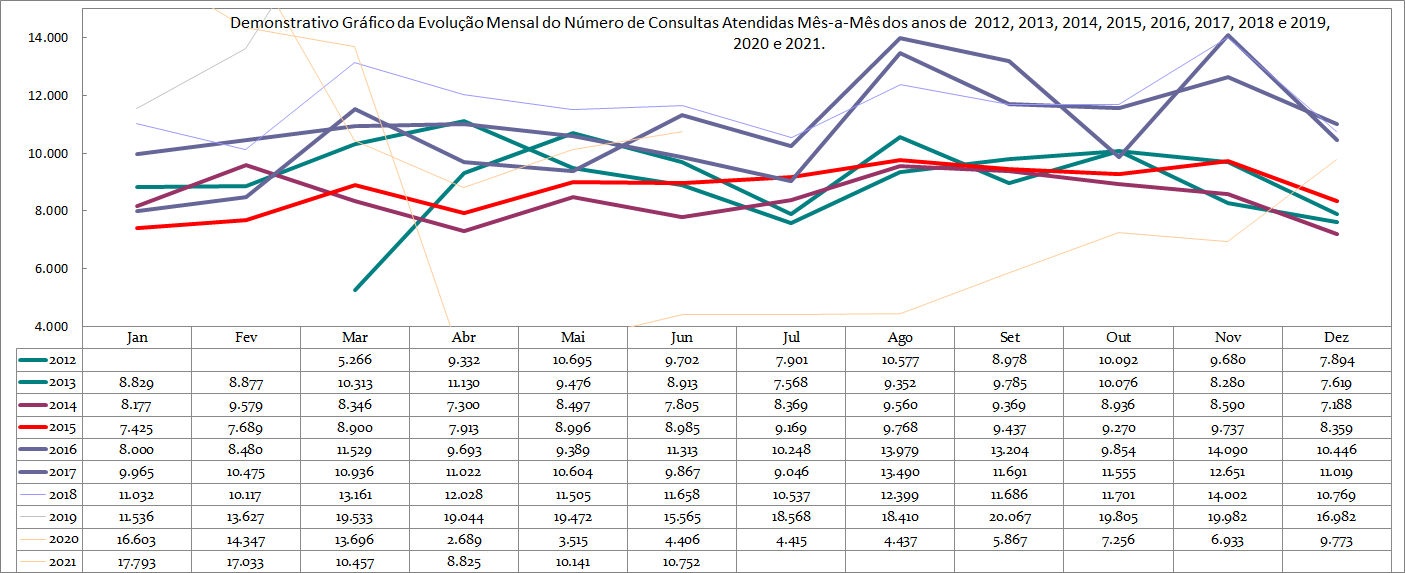 Demonstrativo Gráfico da Evolução Mensal do Número de Consultas Atendidas Mês-a-Mês dos anos de 2012, 2013, 2014, 2015, 2016, 2017, 2018 e 2019,
2020 e 2021.
14.000
12.000
10.000
8.000
6.000
4.000
Jan Fev Mar Abr Mai Jun Jul Ago Set Out Nov Dez
2012 5.266 9.332 10.695 9.702 7.901 10.577 8.978 10.092 9.680 7.894
2013 8.829 8.877 10.313 11.130 9.476 8.913 7.568 9.352 9.785 10.076 8.280 7.619
2014 8.177 9.579 8.346 7.300 8.497 7.805 8.369 9.560 9.369 8.936 8.590 7.188
2015 7.425 7.689 8.900 7.913 8.996 8.985 9.169 9.768 9.437 9.270 9.737 8.359
2016 8.000 8.480 11.529 9.693 9.389 11.313 10.248 13.979 13.204 9.854 14.090 10.446
2017 9.965 10.475 10.936 11.022 10.604 9.867 9.046 13.490 11.691 11.555 12.651 11.019
2018 11.032 10.117 13.161 12.028 11.505 11.658 10.537 12.399 11.686 11.701 14.002 10.769
2019 11.536 13.627 19.533 19.044 19.472 15.565 18.568 18.410 20.067 19.805 19.982 16.982
2020 16.603 14.347 13.696 2.689 3.515 4.406 4.415 4.437 5.867 7.256 6.933 9.773
2021 17.793 17.033 10.457 8.825 10.141 10.752